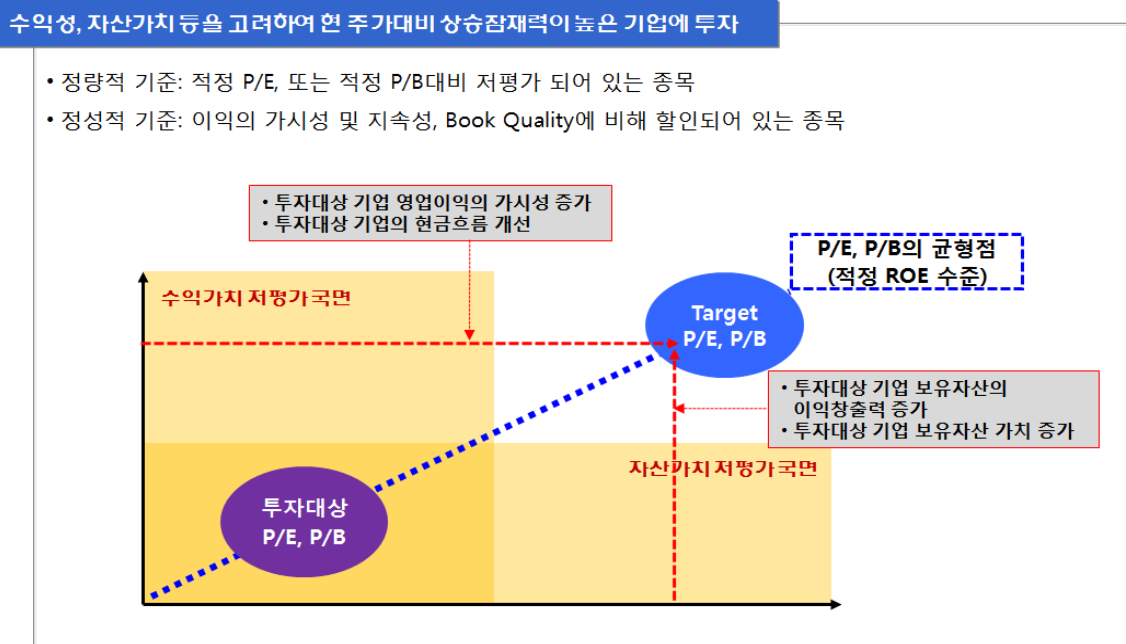 수익성, 자산가치 등을 고려하여 현 주가대비 상승잠재력이 높은 기업에 투자
• 정량적 기준: 적정 P/E, 또는 적정 P/B대비 저평가 되어 있는 종목
• 정성적 기준: 이익의 가시성 및 지속성, Book Quality에 비해 할인되어 있는 종목
• 투자대상 기업 영업이익의 가시성 증가
• 투자대상 기업의 현금흐름 개선
P/E, P/B의 균형점
(적정 ROE 수준)
수익가치 저평가국면
Target
P/E, P/B
• 투자대상 기업 보유자산의
이익창출력 증가
• 투자대상 기업 보유자산 가치 증가
자산가치 저평가국면
투자대상
P/E, P/B